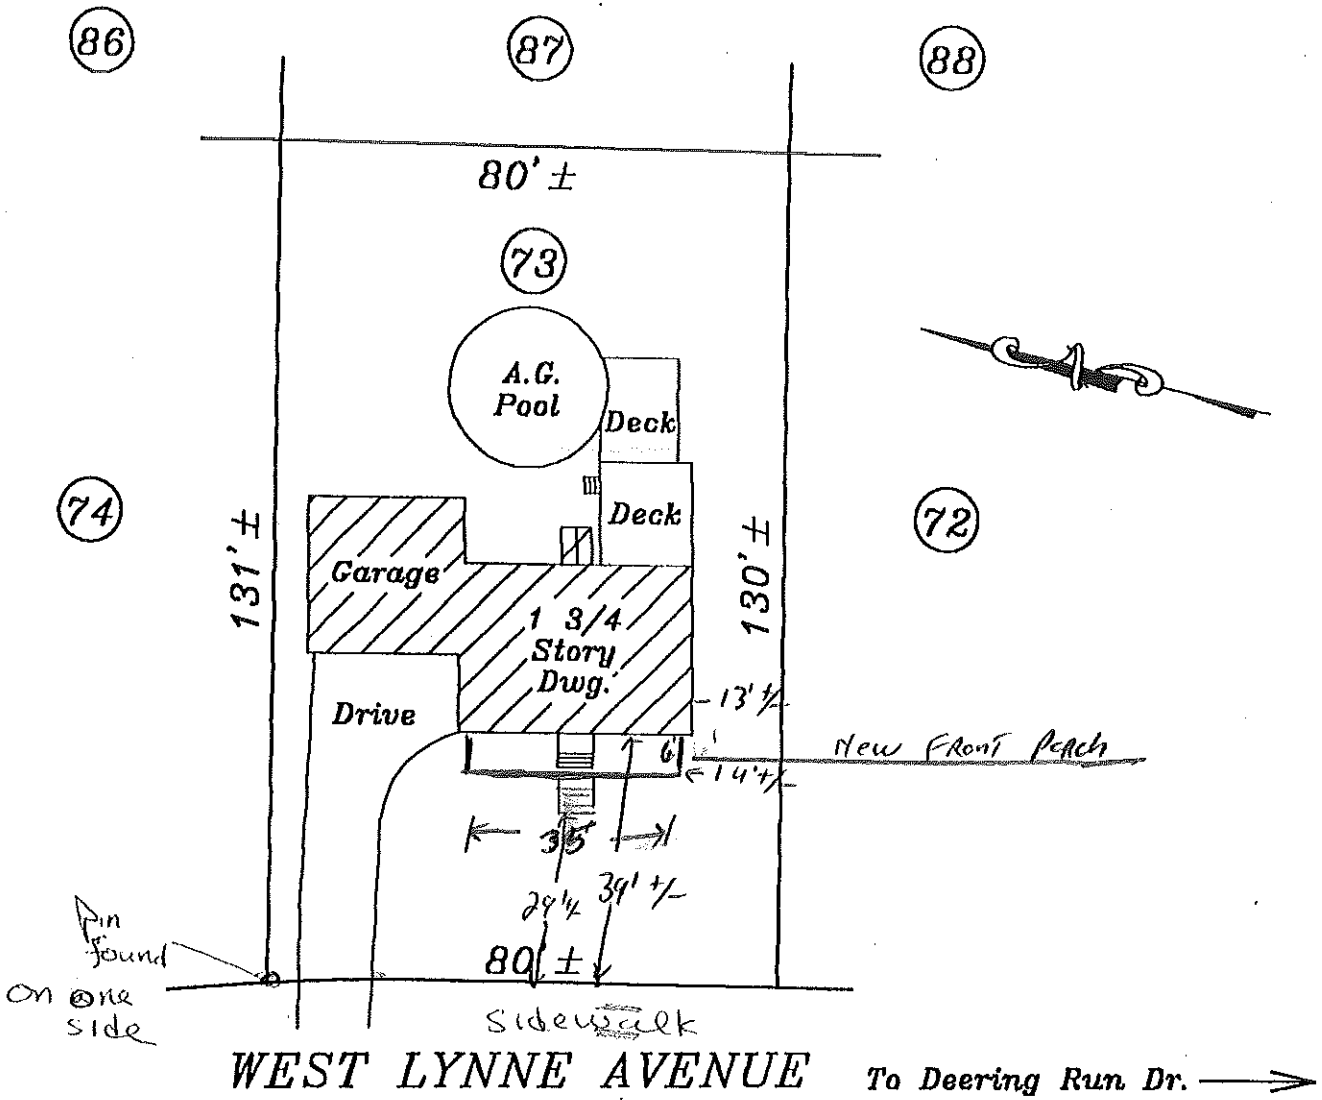 86
87
88
80' ±
73
A.G.
Pool
Deck
74
72
Deck
131' ±
130' ±
Garage
1 3/4
Story
Dwg.
13' +/-
Drive
New Front Porch
6'
14' +/-
35'
29' +/-
39' +/-
Pin
found
on one
side
80' ±
Sidewalk
WEST LYNNE AVENUE
To Deering Run Dr.